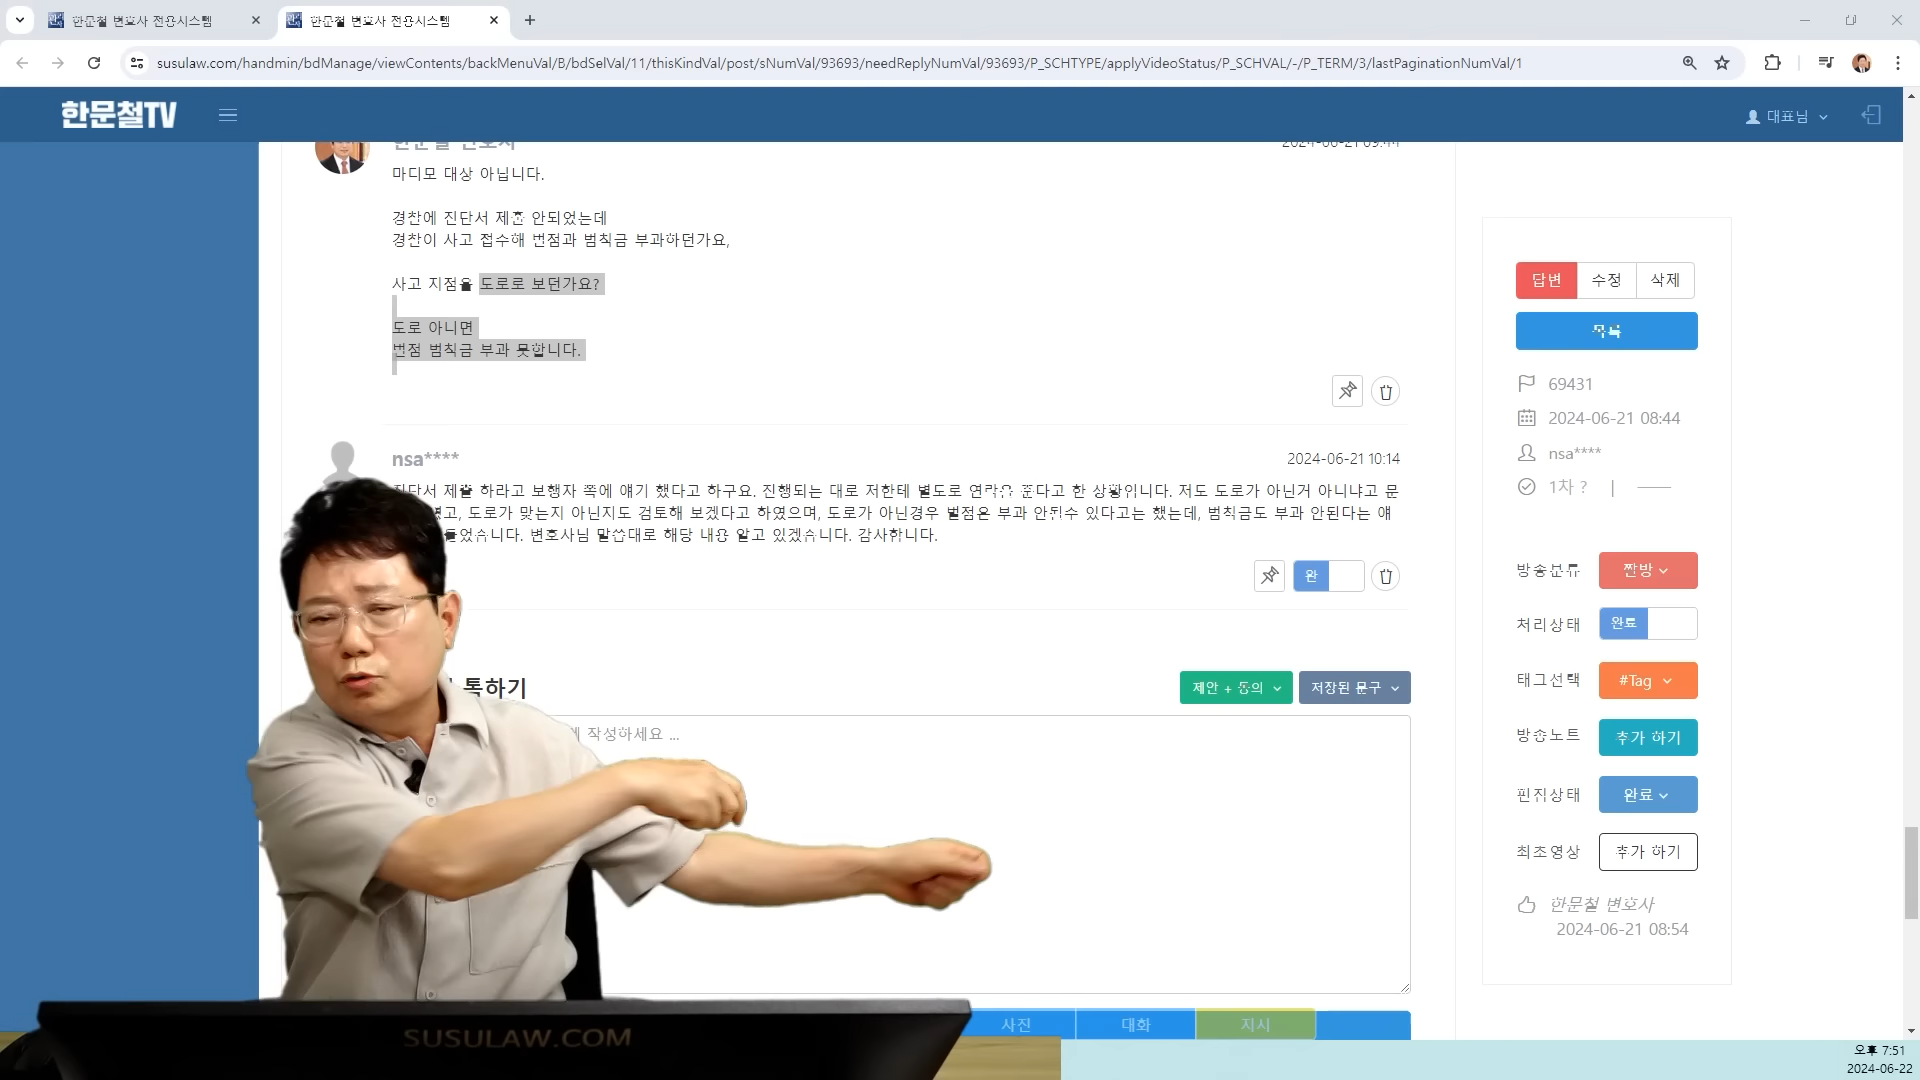 한문철 변호사 전용시스템
한문철 변호사 전용시스템
susulaw.com/handmin/bdManage/viewContents/backMenuVal/B/bdSelVal/11/thisKindVal/post/sNumVal/93693/needReplyNumVal/93693/P_SCHTYPE/applyVideoStatus/P_SCHVAL/-/P_TERM/3/lastPaginationNumVal/1
한문철TV
대표님
한문철 변호사
2024-06-21 09:44
마디모 대상 아닙니다.
경찰에 진단서 제출 안되었는데
경찰이 사고 접수해 벌점과 범칙금 부과하던가요,
사고 지점을 도로로 보던가요?
도로 아니면
벌점 범칙금 부과 못합니다.
nsa****
2024-06-21 10:14
진단서 제출 하라고 보행자 쪽에 얘기 했다고 하구요. 진행되는 대로 저한테 별도로 연락을 준다고 한 상황입니다. 저도 도로가 아닌거 아니냐고 문
도로가 맞는지 아닌지도 검토해 보겠다고 하였으며, 도로가 아닌경우 벌점은 부과 안될수 있다고는 했는데, 범칙금도 부과 안된다는 얘
변호사님 말씀대로 해당 내용 알고 있겠습니다. 감사합니다.
완
톡하기
제안 + 동의
저장된 문구
작성하세요 ...
사진
대화
지시
답변
수정
삭제
목록
69431
2024-06-21 08:44
nsa****
1차 ? |
방송분류
짠방
처리상태
완료
태그선택
#Tag
방송노트
추가 하기
편집상태
완료
최초영상
추가 하기
한문철 변호사
2024-06-21 08:54
SUSULAW.COM
오후 7:51
2024-06-22